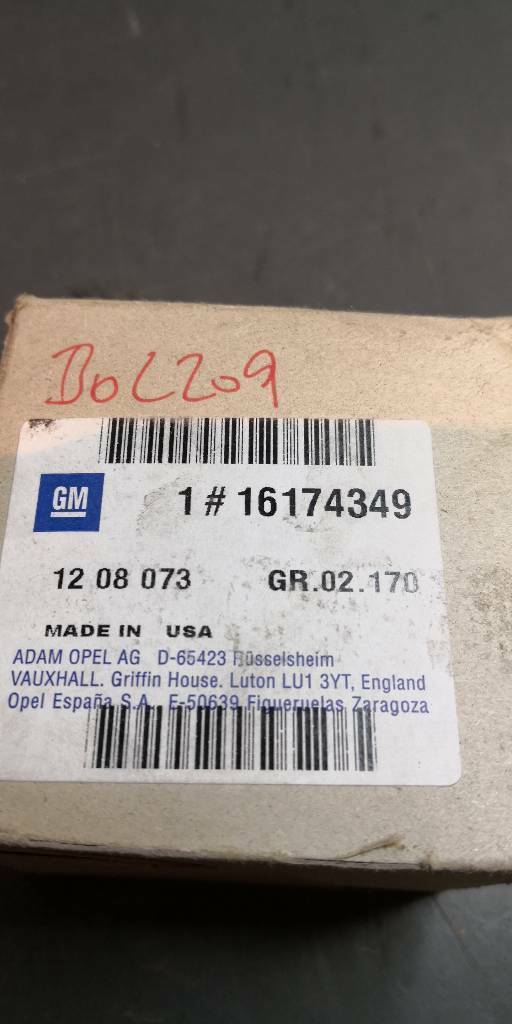 BOL209
GM
1 # 16174349
12 08 073 GR.02.170
MADE IN USA
ADAM OPEL AG D-65423 Rüsselsheim
VAUXHALL. Griffin House. Luton LU1 3YT, England
Opel España S.A. E-50639 Figueruelas Zaragoza